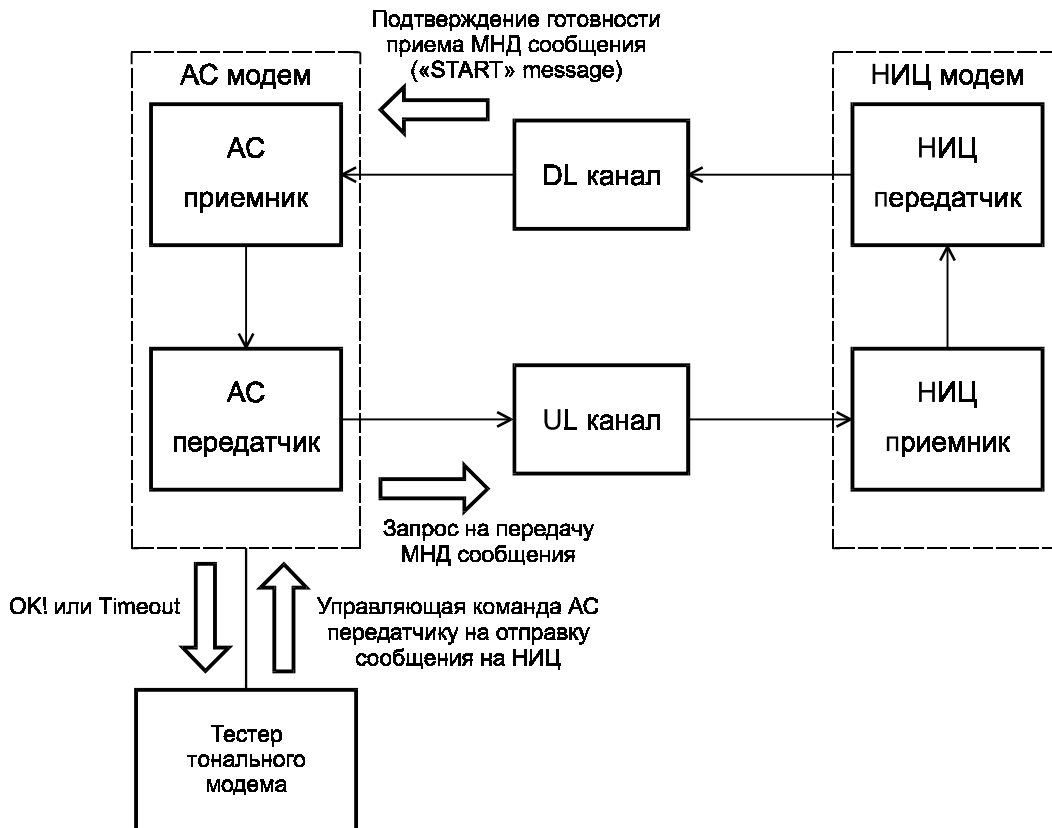 Подтверждение готовности
приема МНД сообщения
(«START» message)
АС модем
НИЦ модем
АС
приемник
DL канал
НИЦ
передатчик
АС
передатчик
UL канал
НИЦ
приемник
Запрос на передачу
МНД сообщения
OK! или Timeout
Управляющая команда АС
передатчику на отправку
сообщения на НИЦ
Тестер
тонального
модема